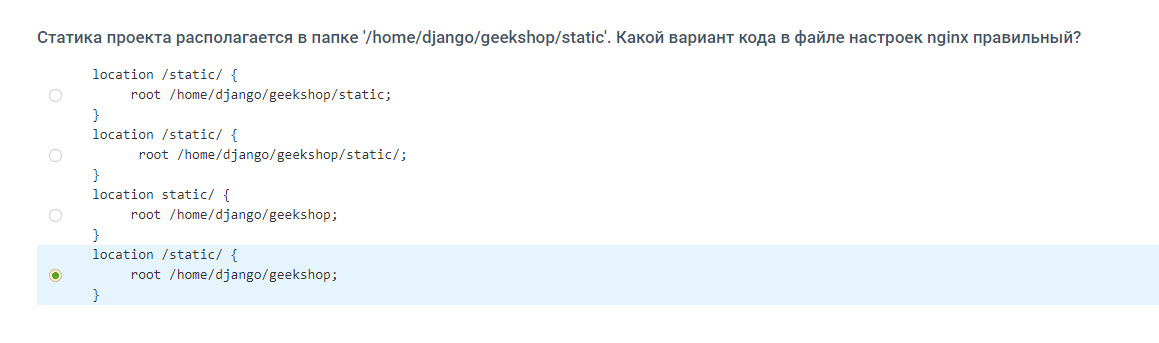 Статика проекта располагается в папке '/home/django/geekshop/static'. Какой вариант кода в файле настроек nginx правильный?
location /static/ {
root /home/django/geekshop/static;
}
location /static/ {
root /home/django/geekshop/static/;
}
location static/ {
root /home/django/geekshop;
}
location /static/ {
root /home/django/geekshop;
}